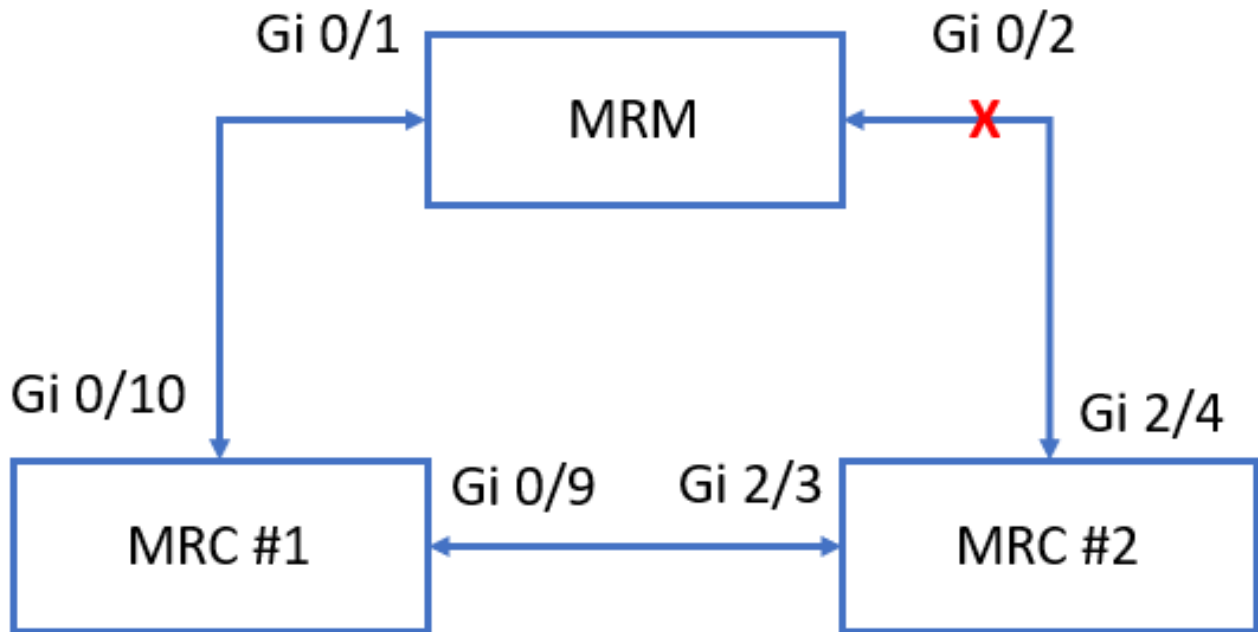 Gi 0/1
Gi 0/2
MRM
X
Gi 0/10
Gi 2/4
Gi 0/9
Gi 2/3
MRC #1
MRC #2